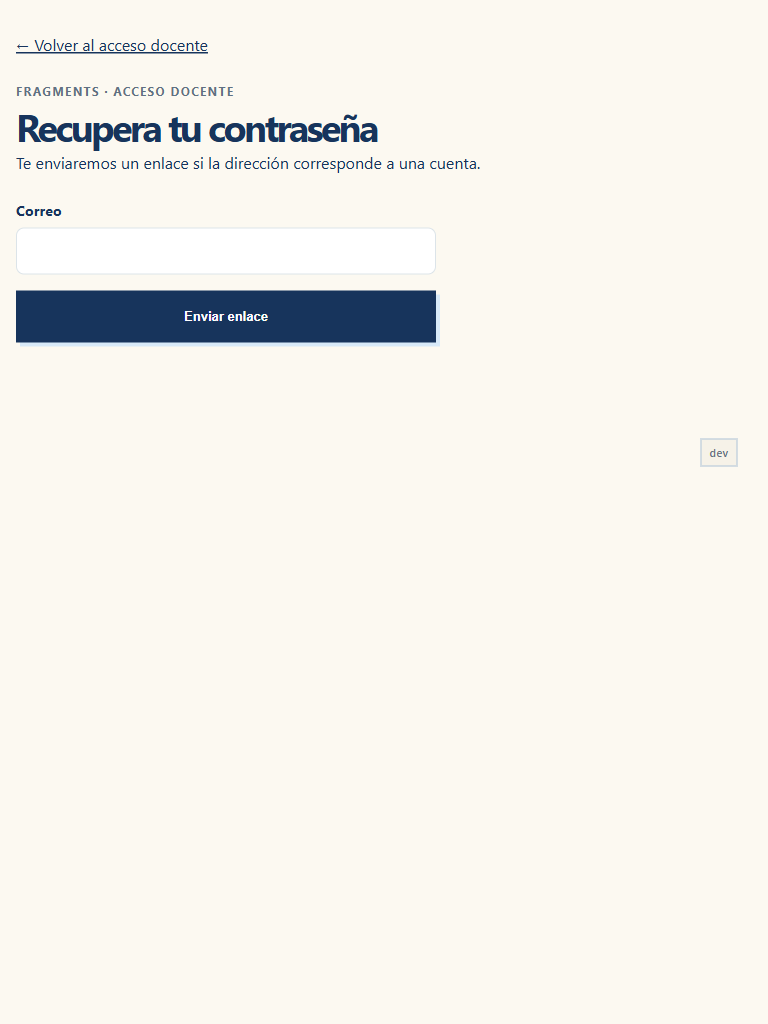 ← Volver al acceso docente
FRAGMENTS · ACCESO DOCENTE
Recupera tu contraseña
Te enviaremos un enlace si la dirección corresponde a una cuenta.
Correo
Enviar enlace
dev